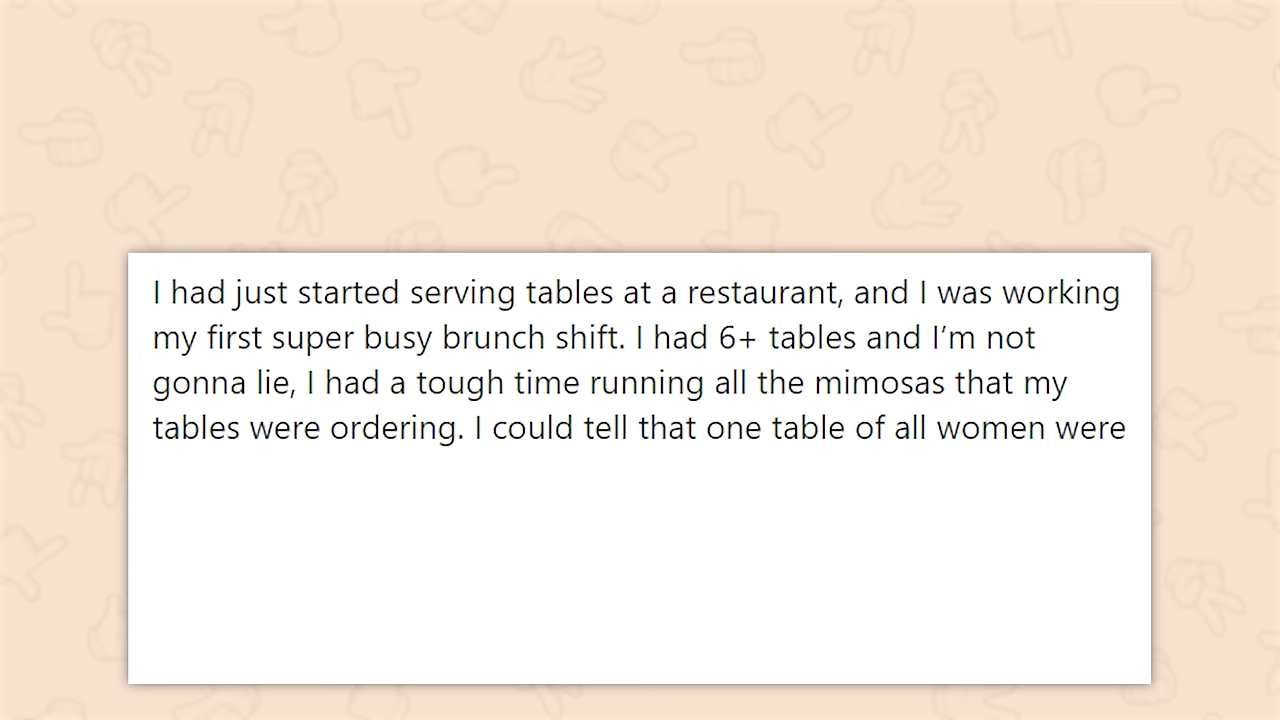 I had just started serving tables at a restaurant, and I was working
my first super busy brunch shift. I had 6+ tables and I’m not
gonna lie, I had a tough time running all the mimosas that my
tables were ordering. I could tell that one table of all women were